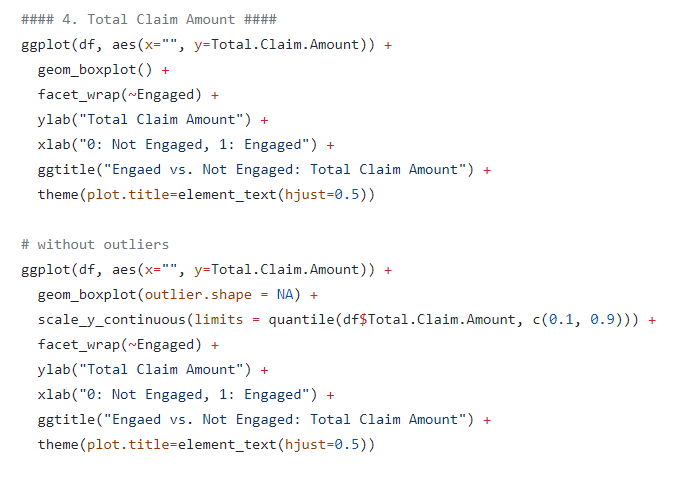 #### 4. Total Claim Amount ####
ggplot(df, aes(x="", y=Total.Claim.Amount)) +
  geom_boxplot() +
  facet_wrap(~Engaged) +
  ylab("Total Claim Amount") +
  xlab("0: Not Engaged, 1: Engaged") +
  ggtitle("Engaed vs. Not Engaged: Total Claim Amount") +
  theme(plot.title=element_text(hjust=0.5))

# without outliers
ggplot(df, aes(x="", y=Total.Claim.Amount)) +
  geom_boxplot(outlier.shape = NA) +
  scale_y_continuous(limits = quantile(df$Total.Claim.Amount, c(0.1, 0.9))) +
  facet_wrap(~Engaged) +
  ylab("Total Claim Amount") +
  xlab("0: Not Engaged, 1: Engaged") +
  ggtitle("Engaed vs. Not Engaged: Total Claim Amount") +
  theme(plot.title=element_text(hjust=0.5))